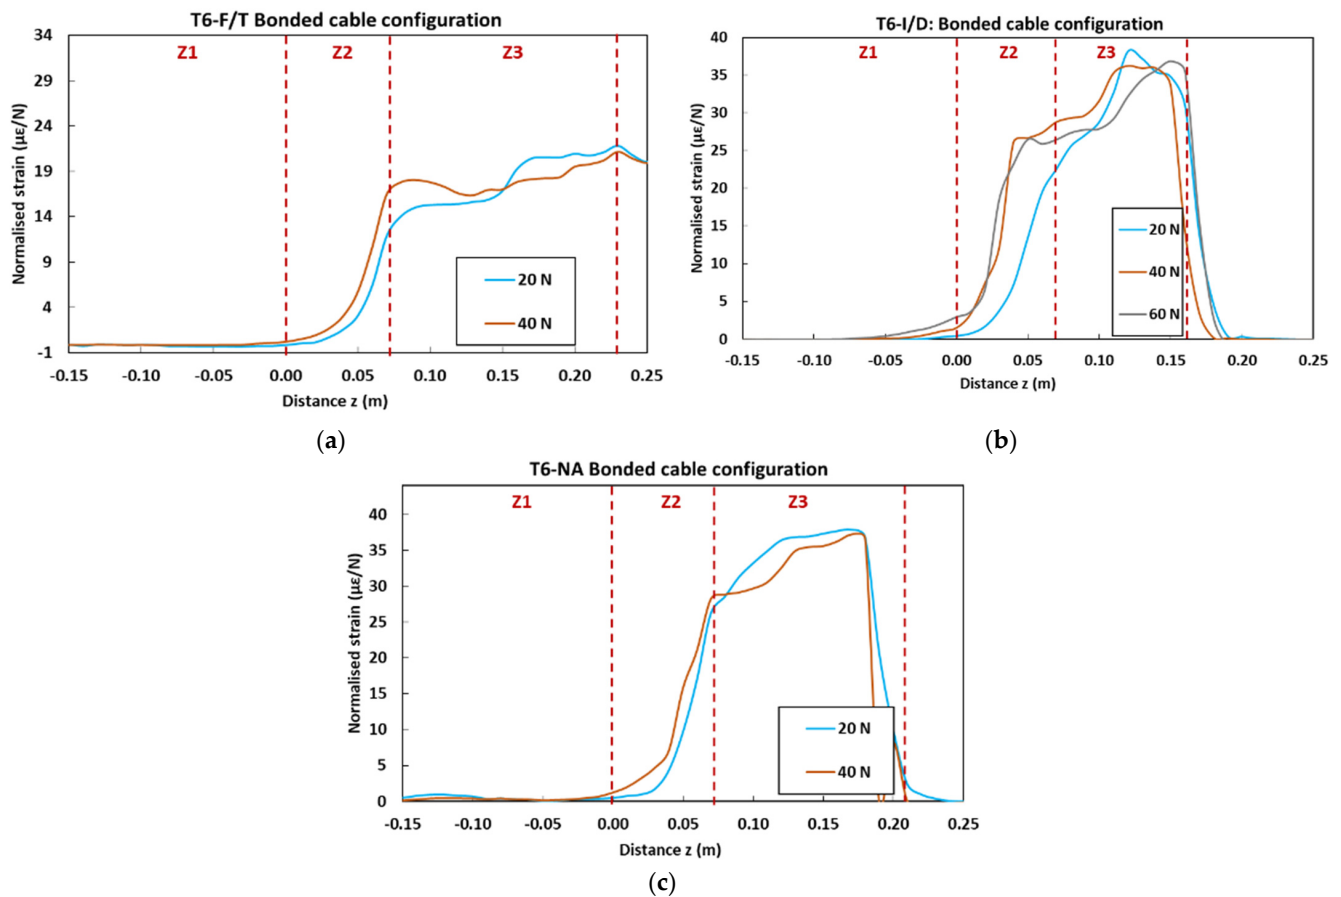 T6-F/T Bonded cable configuration
34
29
24
19
14
9
4
-1
Normalised strain (µε/N)
Z1
Z2
Z3
20 N
40 N
-0.15
-0.10
-0.05
0.00
0.05
0.10
0.15
0.20
0.25
Distance z (m)
(a)
T6-I/D: Bonded cable configuration
40
35
30
25
20
15
10
5
0
Normalised strain (µε/N)
Z1
Z2
Z3
20 N
40 N
60 N
-0.15
-0.10
-0.05
0.00
0.05
0.10
0.15
0.20
0.25
Distance z (m)
(b)
T6-NA Bonded cable configuration
40
35
30
25
20
15
10
5
0
Normalised strain (µε/N)
Z1
Z2
Z3
20 N
40 N
-0.15
-0.10
-0.05
0.00
0.05
0.10
0.15
0.20
0.25
Distance z (m)
(c)